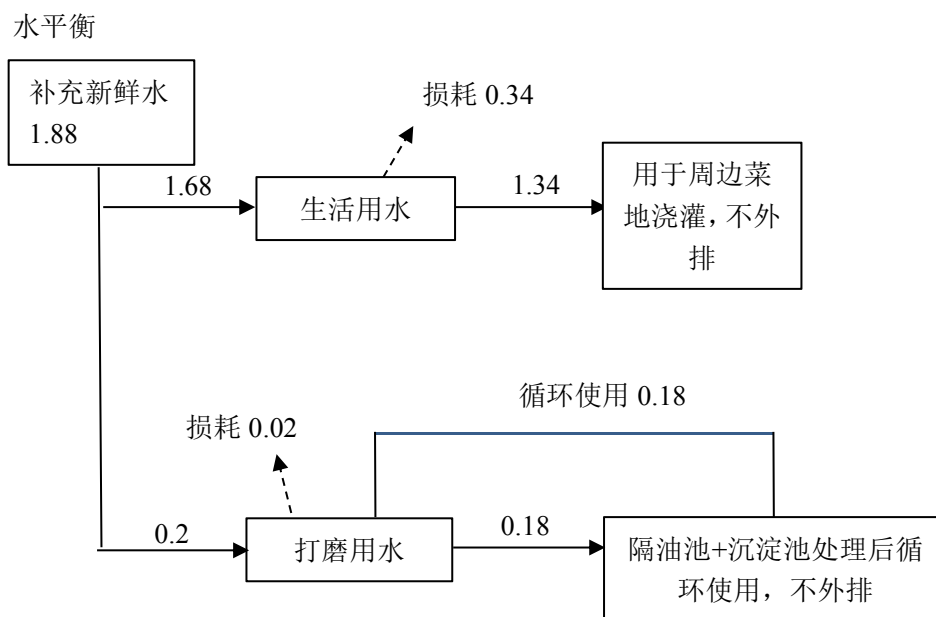 水平衡
补充新鲜水
1.88
损耗 0.34
1.68
生活用水
1.34
用于周边菜
地浇灌，不外
排
循环使用 0.18
损耗 0.02
0.2
打磨用水
0.18
隔油池+沉淀池处理后循
环使用，不外排